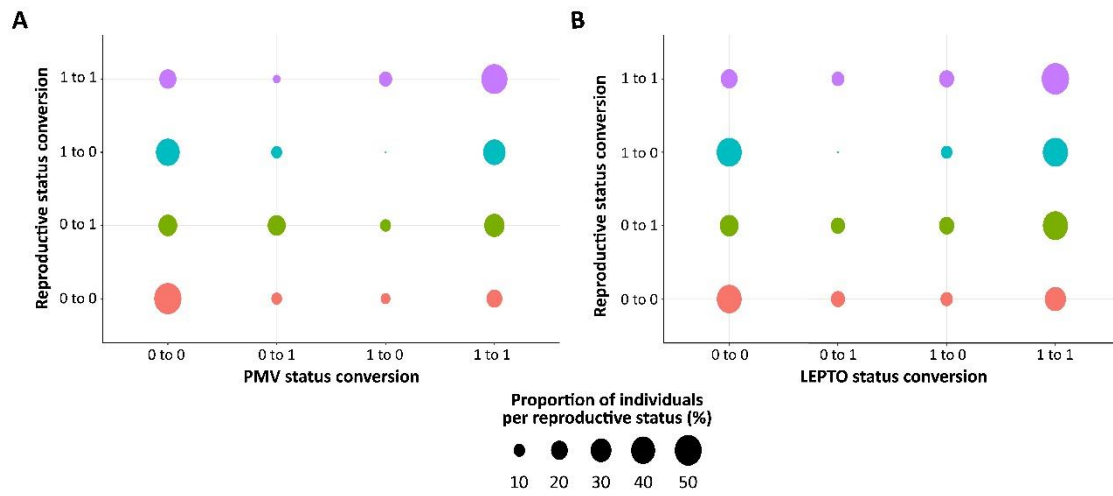 A
Reproductive status conversion
1 to 1
1 to 0
0 to 1
0 to 0
0 to 0 0 to 1 1 to 0 1 to 1
PMV status conversion
B
Reproductive status conversion
1 to 1
1 to 0
0 to 1
0 to 0
0 to 0 0 to 1 1 to 0 1 to 1
LEPTO status conversion
Proportion of individuals
per reproductive status (%)
10 20 30 40 50